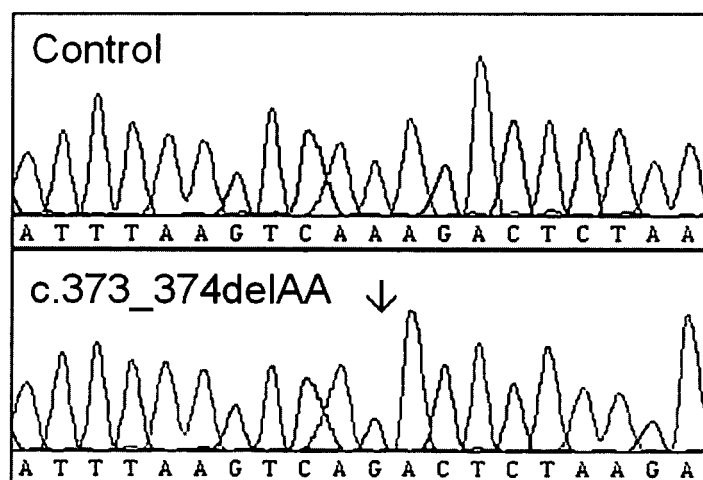 Control
A T T T A A G T C A A A G A C T C T A A
c.373_374delAA ↓
A T T T A A G T C A G A C T C T A A G A